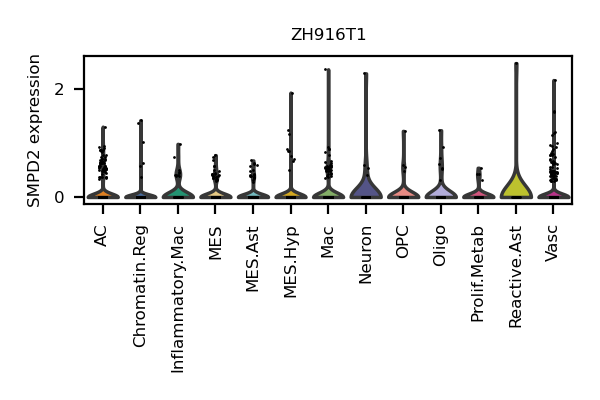 ZH916T1
SMPD2 expression
2
0
AC
Chromatin.Reg
Inflammatory.Mac
MES
MES.Ast
MES.Hyp
Mac
Neuron
OPC
Oligo
Prolif.Metab
Reactive.Ast
Vasc